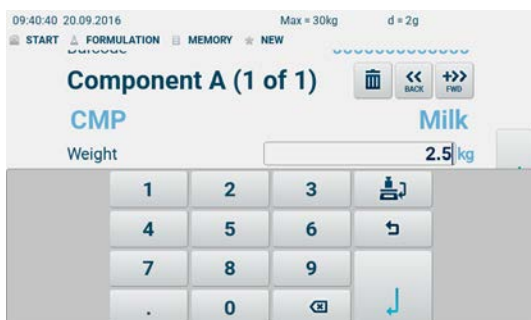 09:40:40 20.09.2016 Max = 30kg d = 2g
START FORMULATION MEMORY NEW
Component A (1 of 1) << BACK +>> FWD
CMP Milk
Weight 2.5 kg
1 2 3
4 5 6
7 8 9
. 0